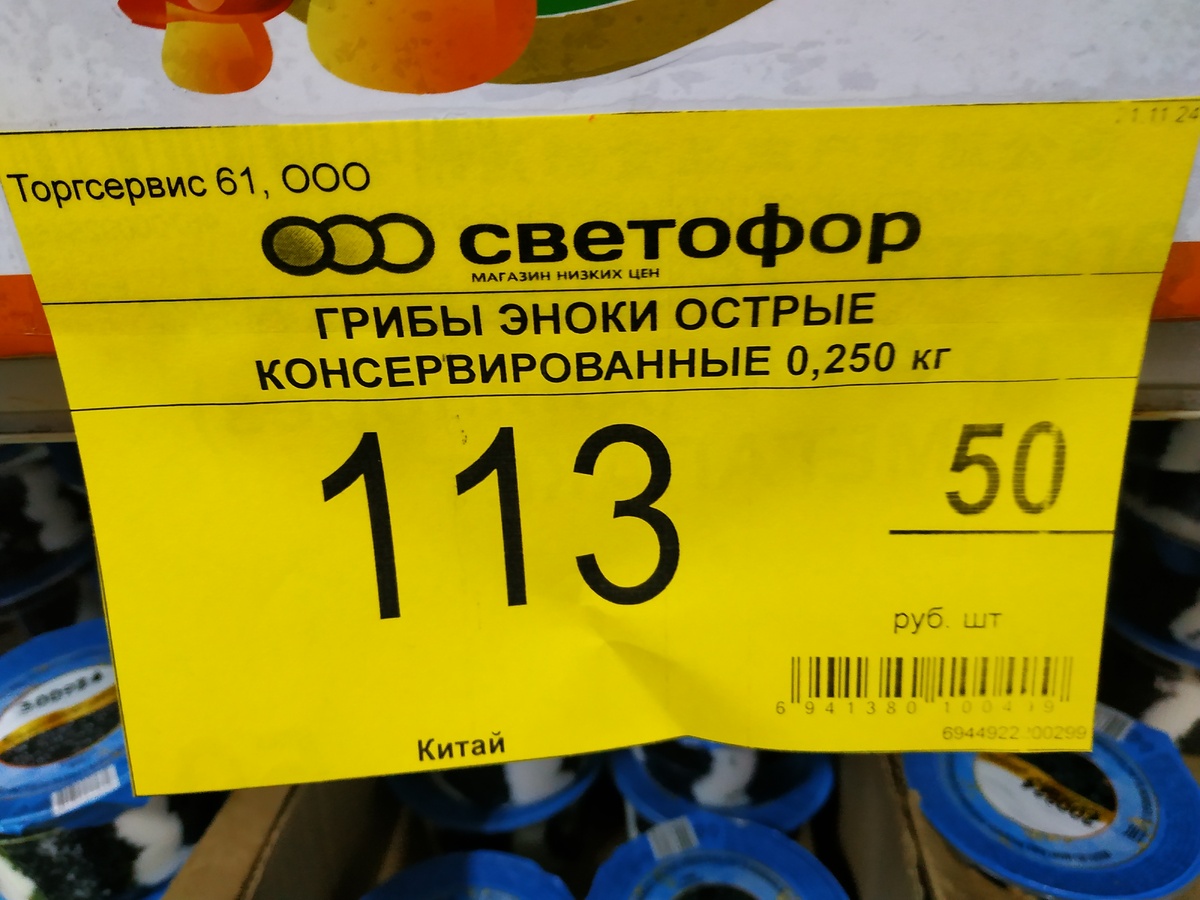 Торгсервис 61, ООО
светофор
МАГАЗИН НИЗКИХ ЦЕН
ГРИБЫ ЭНОКИ ОСТРЫЕ
КОНСЕРВИРОВАННЫЕ 0,250 кг
113 50
руб. шт
Китай